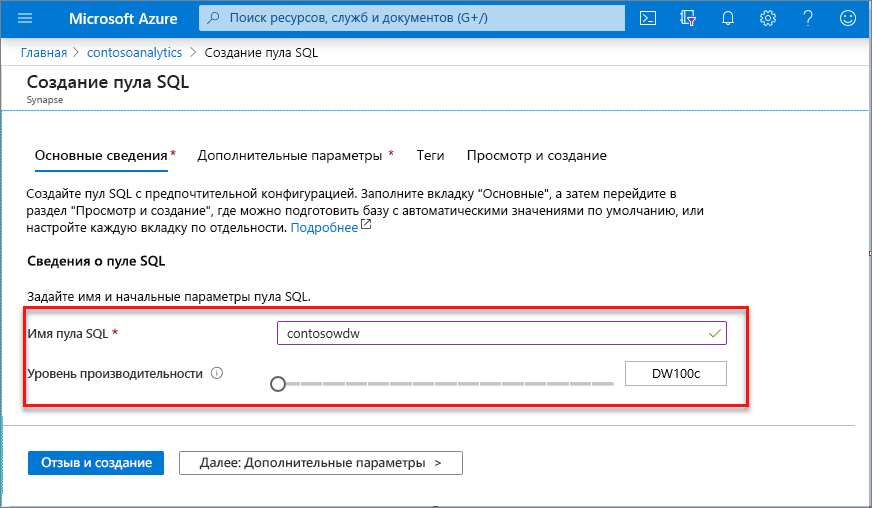 Microsoft Azure
Поиск ресурсов, служб и документов (G+/)
Главная > contosoanalytics > Создание пула SQL
Создание пула SQL
Synapse
Основные сведения * Дополнительные параметры * Теги Просмотр и создание
Создайте пул SQL с предпочтительной конфигурацией. Заполните вкладку "Основные", а затем перейдите в
раздел "Просмотр и создание", где можно подготовить базу с автоматическими значениями по умолчанию, или
настройте каждую вкладку по отдельности. Подробнее
Сведения о пуле SQL
Задайте имя и начальные параметры пула SQL.
Имя пула SQL * contosowdw
Уровень производительности DW100c
Отзыв и создание Далее: Дополнительные параметры >